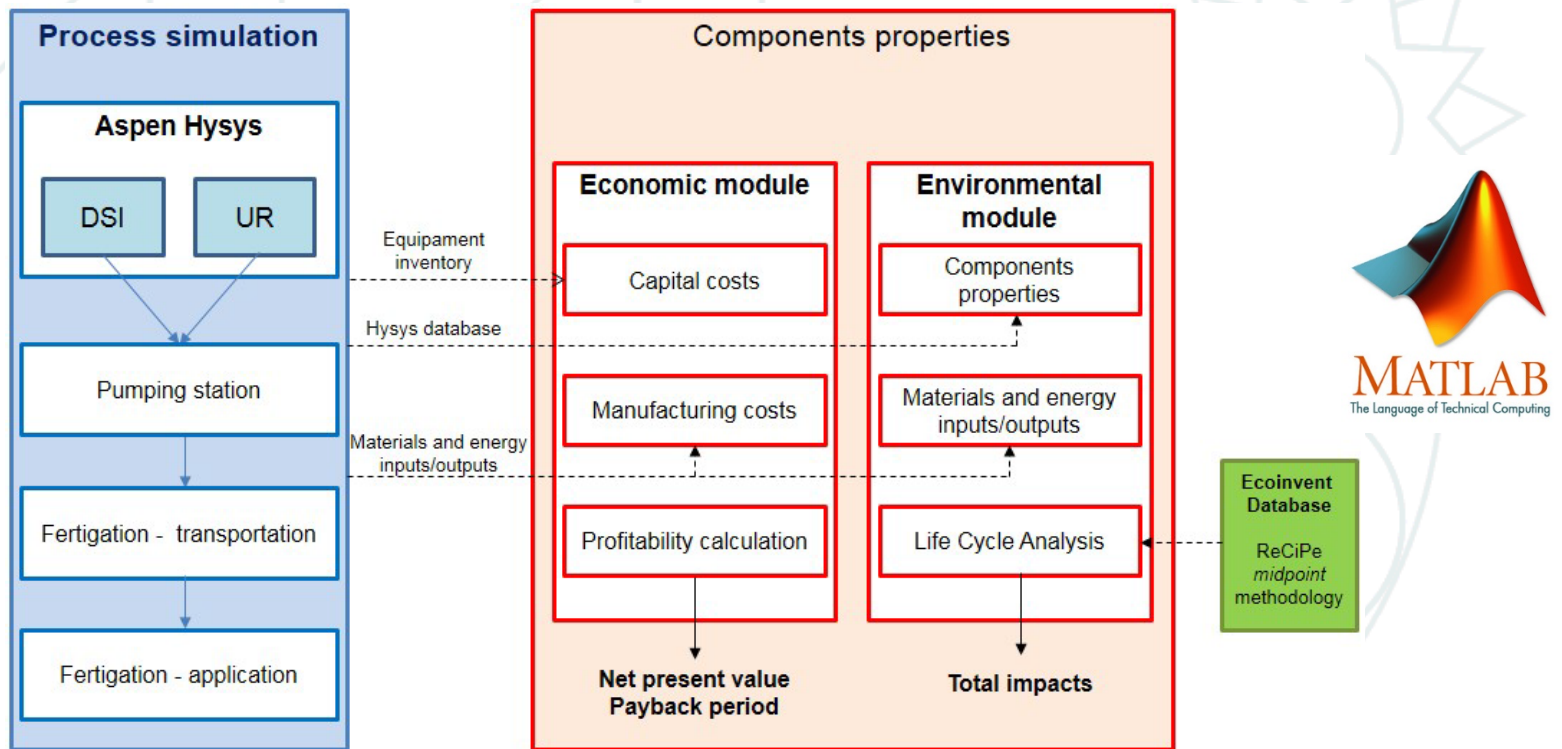 Process simulation
Aspen Hysys
DSI
UR
Pumping station
Fertigation - transportation
Fertigation - application
Equipament
inventory
Hysys database
Materials and energy
inputs/outputs
Components properties
Economic module
Capital costs
Manufacturing costs
Profitability calculation
Net present value
Payback period
Environmental
module
Components
properties
Materials and energy
inputs/outputs
Life Cycle Analysis
Total impacts
Ecoinvent
Database
ReCiPe
midpoint
methodology
MATLAB
The Language of Technical Computing